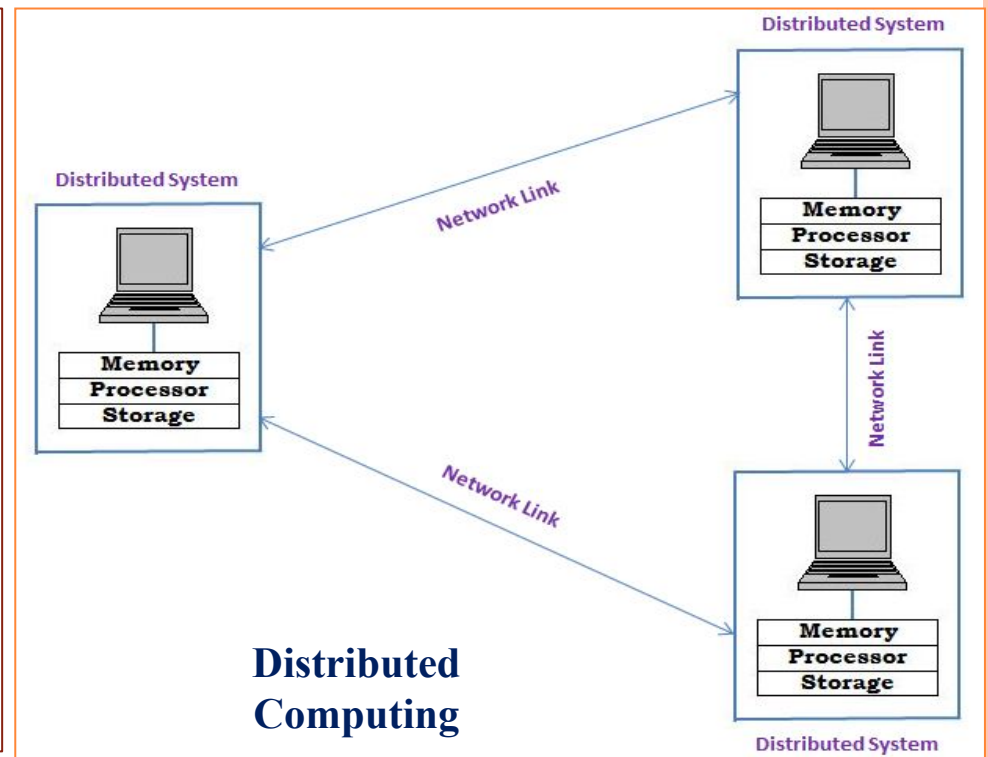 Distributed System
Distributed System
Network Link
Memory
Processor
Storage
Memory
Processor
Storage
Network Link
Network Link
Memory
Processor
Storage
Distributed
Computing
Distributed System